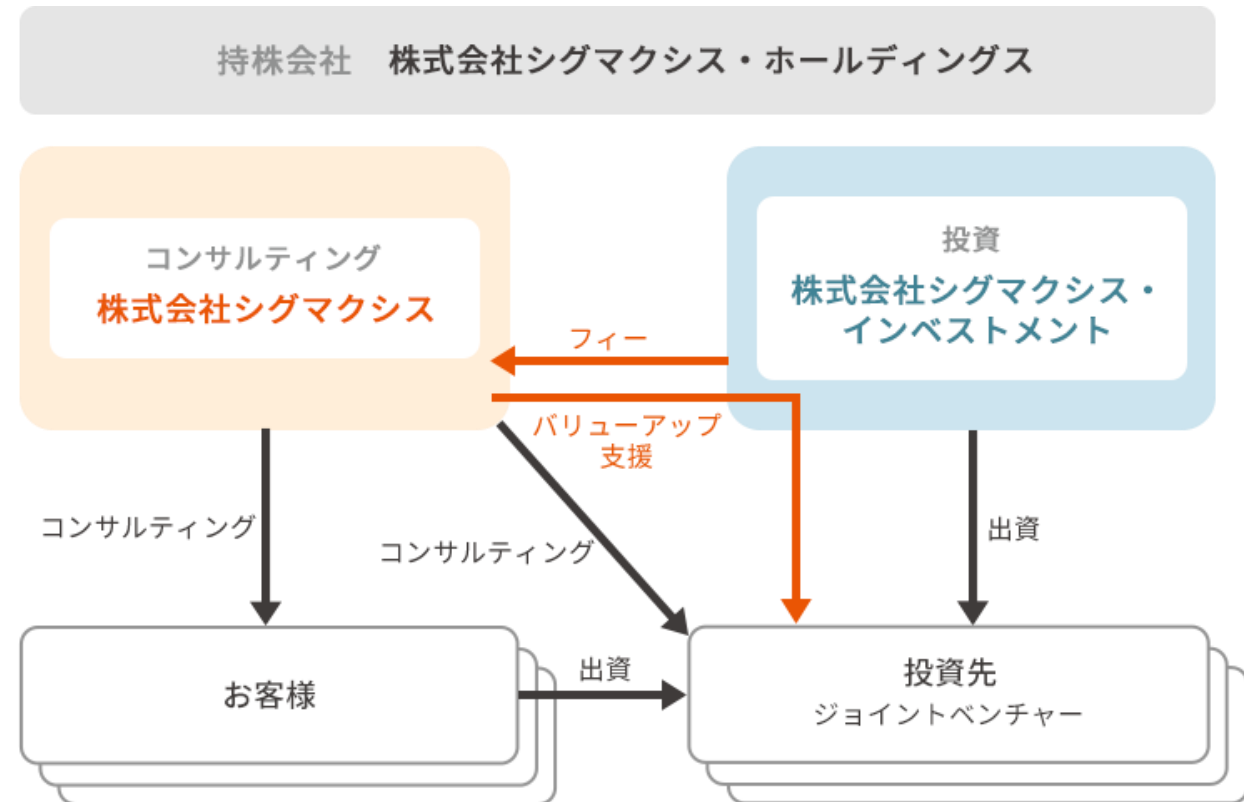 持株会社 株式会社シグマクシス・ホールディングス
コンサルティング
株式会社シグマクシス
投資
株式会社シグマクシス・
インベストメント
フィー
バリューアップ
支援
コンサルティング
コンサルティング
出資
お客様
出資
投資先
ジョイントベンチャー